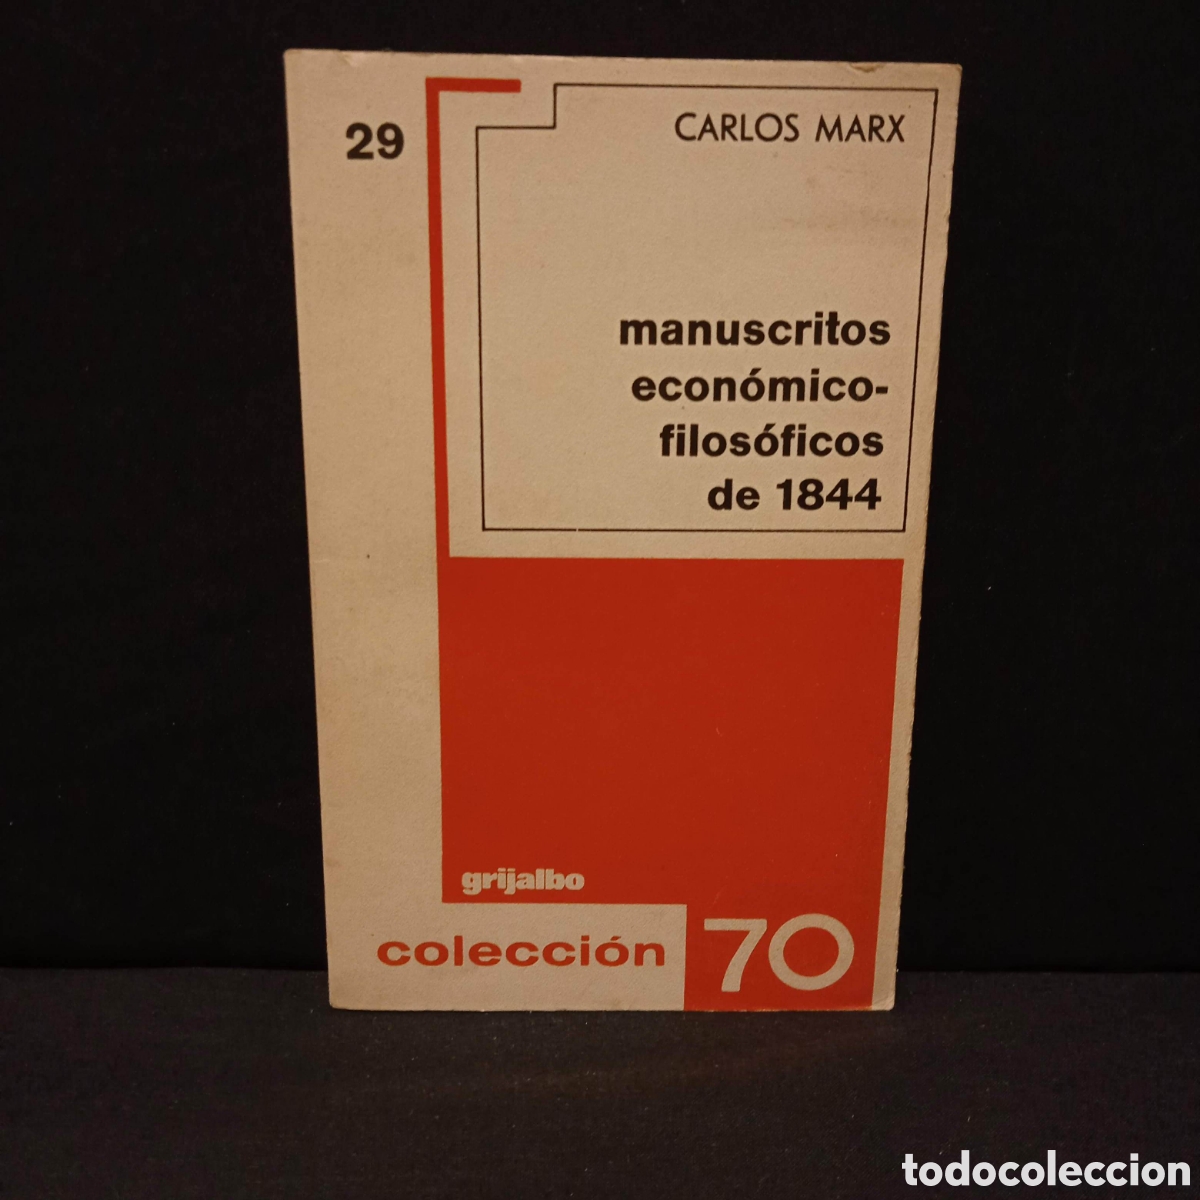 29
CARLOS MARX
manuscritos
económico-
filosóficos
de 1844
grijalbo
colección 70
todocoleccion